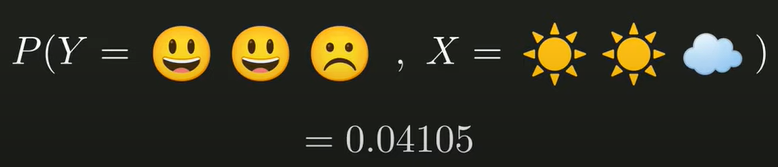 P(Y = 😃 😃 ☹️ , X = ☀️ ☀️ ☁️ )
= 0.04105